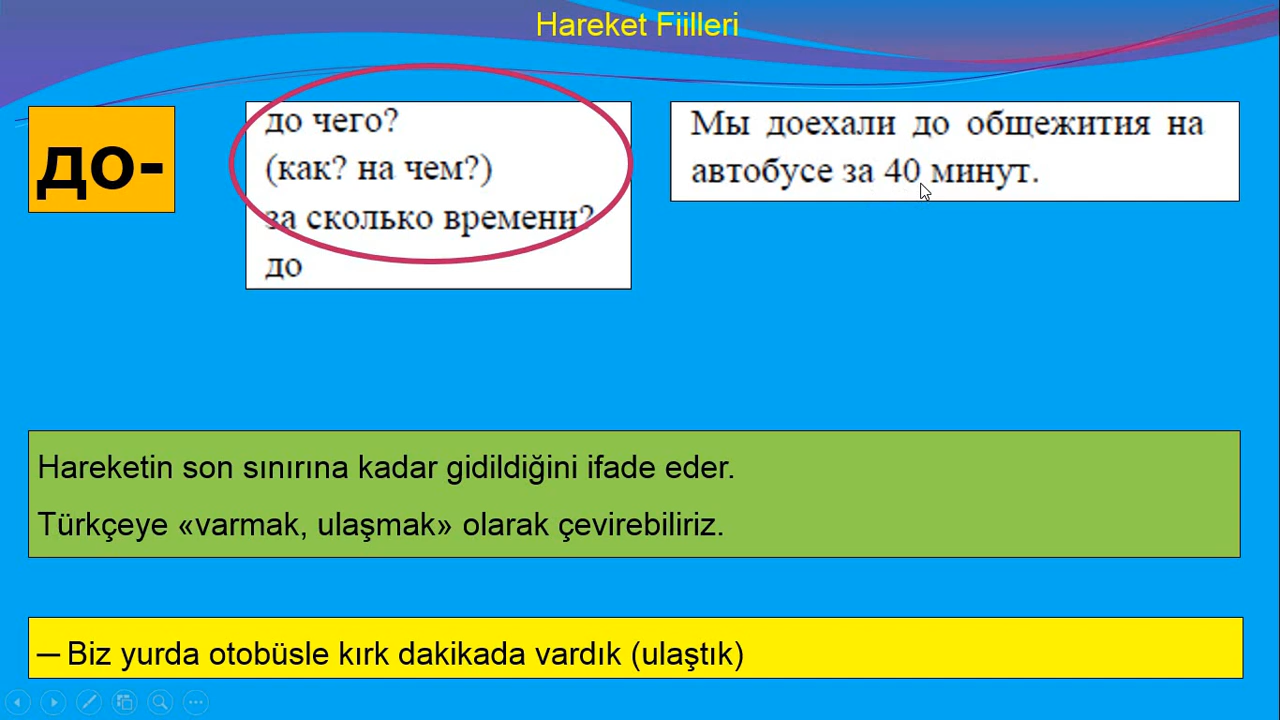 Hareket Fiilleri
до-
до чего?
(как? на чем?)
за сколько времени?
до
Мы доехали до общежития на
автобусе за 40 минут.
Hareketin son sınırına kadar gidildiğini ifade eder.
Türkçeye «varmak, ulaşmak» olarak çevirebiliriz.
─ Biz yurda otobüsle kırk dakikada vardık (ulaştık)